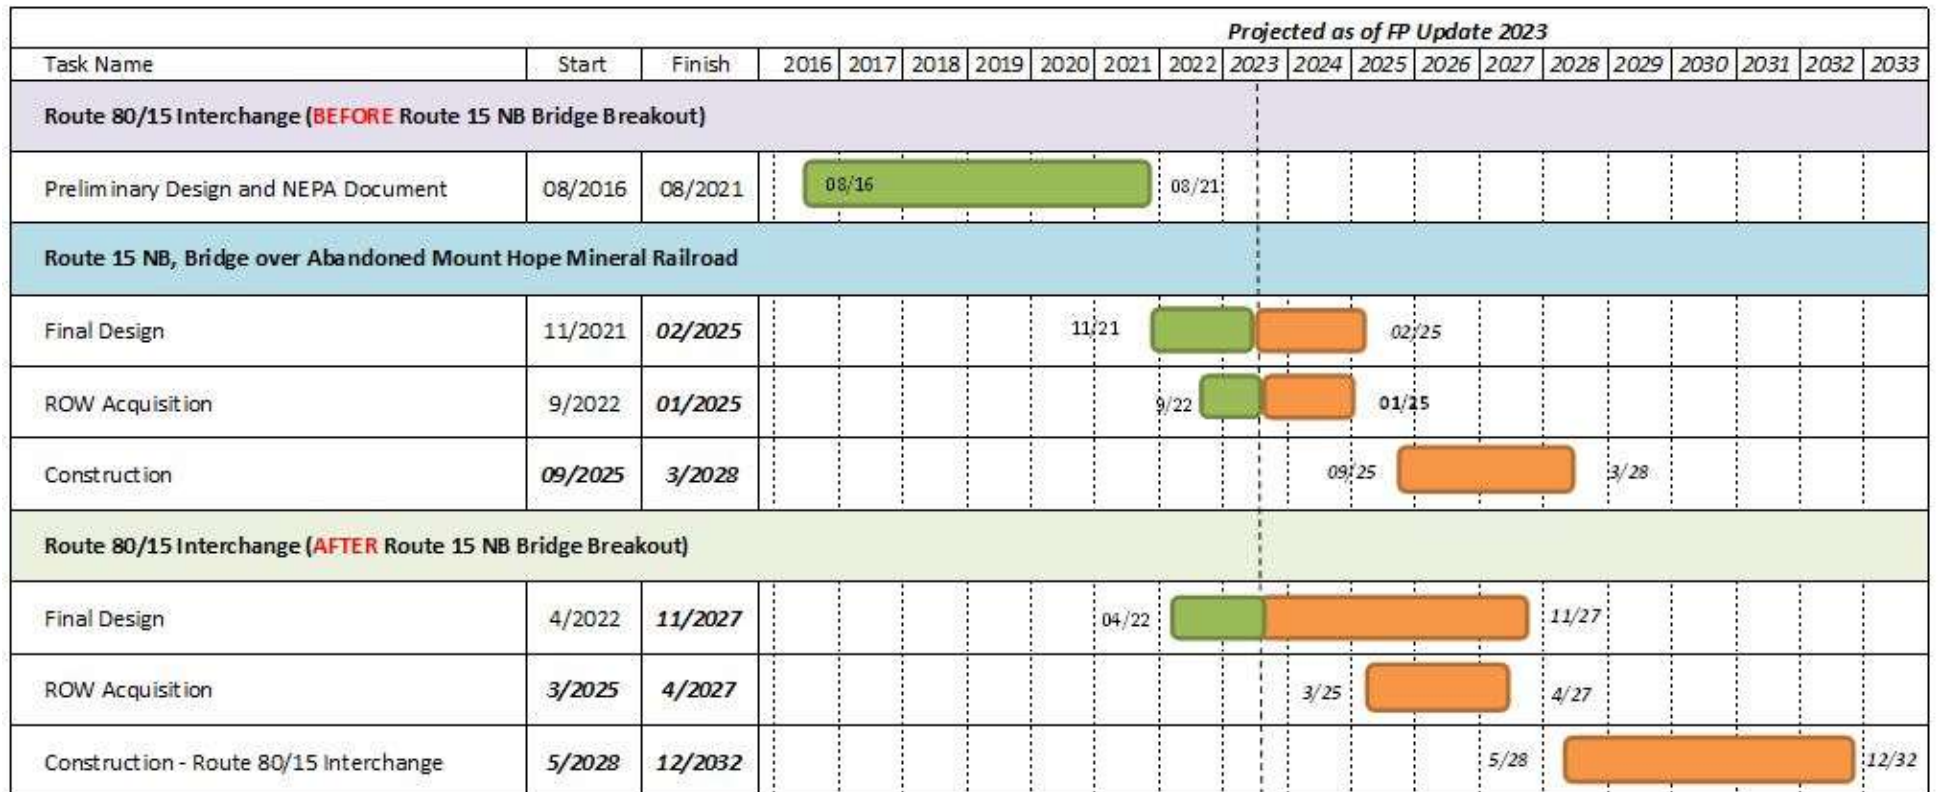 Projected as of FP Update 2023
Task Name Start Finish 2016 2017 2018 2019 2020 2021 2022 2023 2024 2025 2026 2027 2028 2029 2030 2031 2032 2033
Route 80/15 Interchange (BEFORE Route 15 NB Bridge Breakout)
Preliminary Design and NEPA Document 08/2016 08/2021 08/16 08/21
Route 15 NB, Bridge over Abandoned Mount Hope Mineral Railroad
Final Design 11/2021 02/2025 11/21 02/25
ROW Acquisition 9/2022 01/2025 9/22 01/25
Construction 09/2025 3/2028 09/25 3/28
Route 80/15 Interchange (AFTER Route 15 NB Bridge Breakout)
Final Design 4/2022 11/2027 04/22 11/27
ROW Acquisition 3/2025 4/2027 3/25 4/27
Construction - Route 80/15 Interchange 5/2028 12/2032 5/28 12/32